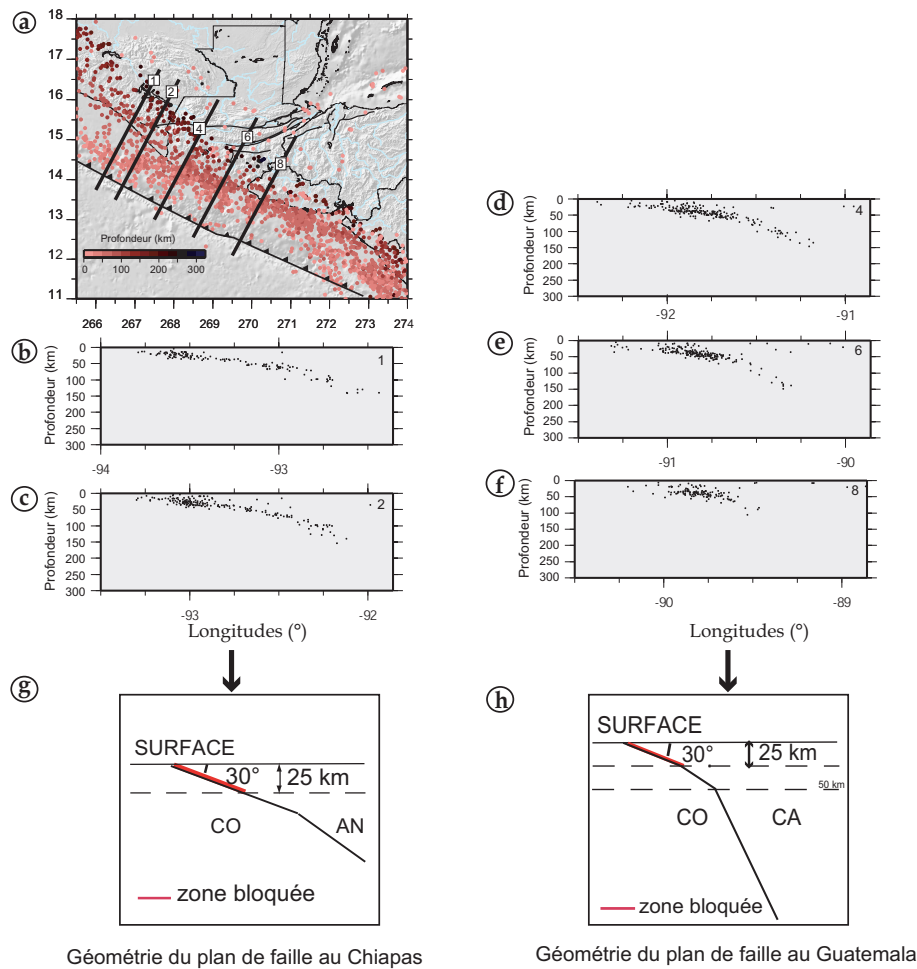 a
18
17
16
15
14
13
12
11
1
2
4
6
8
Profondeur (km)
0 100 200 300
266 267 168 269 270 271 272 273 274
b
Profondeur (km)
0
50
100
150
200
250
300
1
-94 -93
c
Profondeur (km)
0
50
100
150
200
250
300
2
-93 -92
Longitudes (°)
d
Profondeur (km)
0
50
100
150
200
250
300
4
-92 -91
e
Profondeur (km)
0
50
100
150
200
250
300
6
-91 -90
f
Profondeur (km)
0
50
100
150
200
250
300
8
-90 -89
Longitudes (°)
g
SURFACE
30° 25 km
CO AN
zone bloquée
Géométrie du plan de faille au Chiapas
h
SURFACE
30° 25 km
50 km
CO CA
zone bloquée
Géométrie du plan de faille au Guatemala